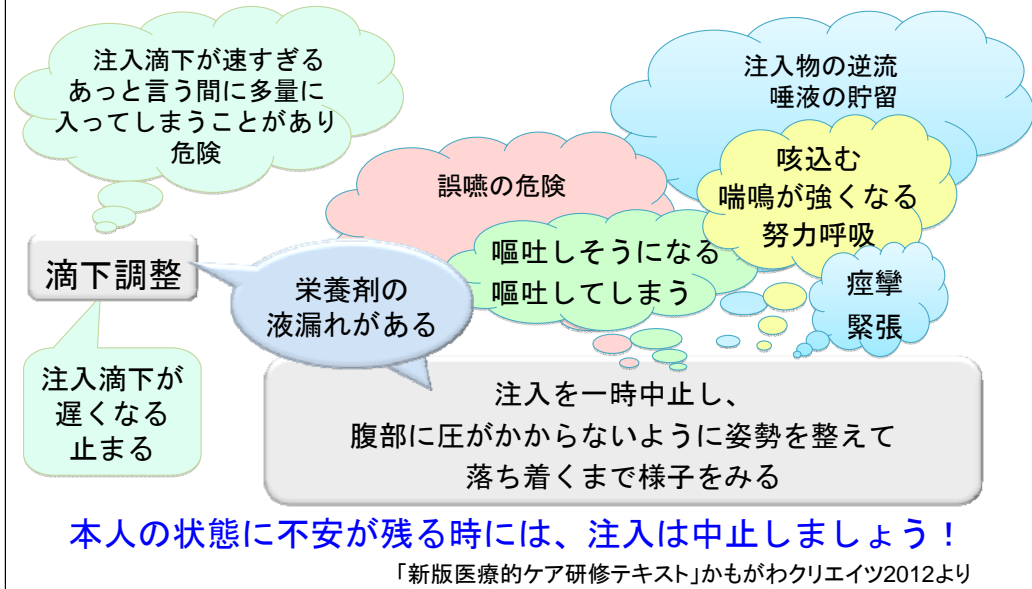 注入滴下が速すぎる
あっと言う間に多量に
入ってしまうことがあり
危険
注入物の逆流
唾液の貯留
誤嚥の危険
咳込む
喘鳴が強くなる
努力呼吸
嘔吐しそうになる
嘔吐してしまう
痙攣
緊張
滴下調整
栄養剤の
液漏れがある
注入滴下が
遅くなる
止まる
注入を一時中止し、
腹部に圧がかからないように姿勢を整えて
落ち着くまで様子をみる
本人の状態に不安が残る時には、注入は中止しましょう！
「新版医療的ケア研修テキスト」かもがわクリエイツ2012より